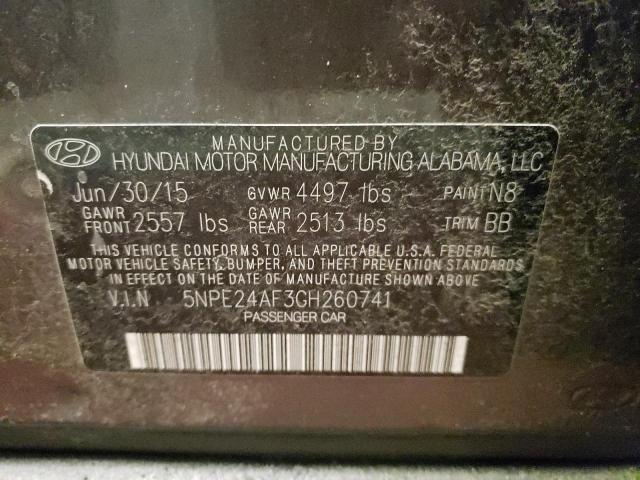 MANUFACTURED BY
HYUNDAI MOTOR MANUFACTURING ALABAMA, LLC
Jun/30/15 GVWR 4497 lbs PAINT N8
GAWR FRONT 2557 lbs GAWR REAR 2513 lbs TRIM BB
THIS VEHICLE CONFORMS TO ALL APPLICABLE U.S.A. FEDERAL
MOTOR VEHICLE SAFETY, BUMPER, AND THEFT PREVENTION STANDARDS
IN EFFECT ON THE DATE OF MANUFACTURE SHOWN ABOVE.
V.I.N 5NPE24AF3GH260741
PASSENGER CAR